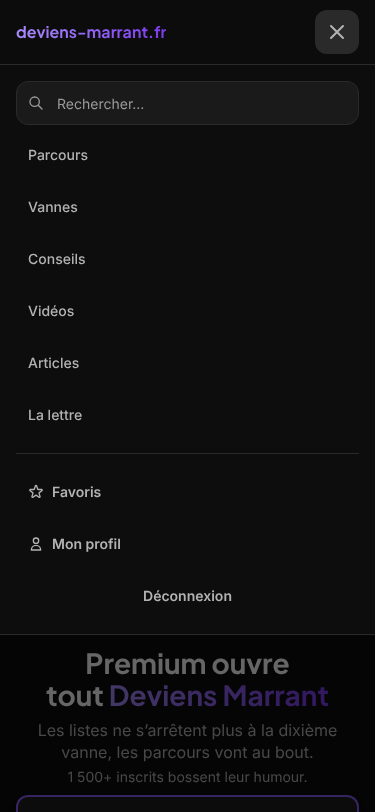 deviens-marrant.fr
Rechercher...
Parcours
Vannes
Conseils
Vidéos
Articles
La lettre
Favoris
Mon profil
Déconnexion
Premium ouvre
tout Deviens Marrant
Les listes ne s'arrêtent plus à la dixième
vanne, les parcours vont au bout.
1 500+ inscrits bossent leur humour.